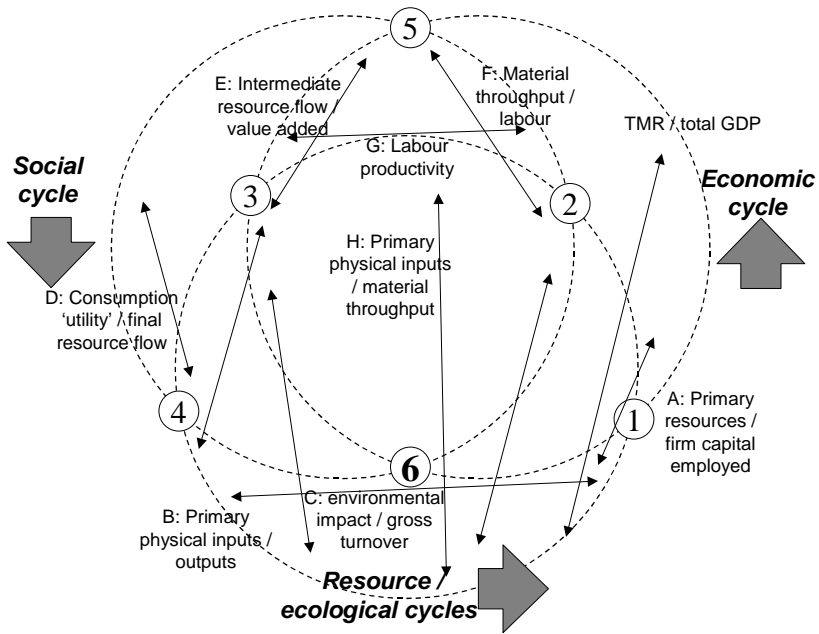 5
E: Intermediate
resource flow /
value added
F: Material
throughput /
labour
TMR / total GDP
G: Labour
productivity
Social
cycle
Economic
cycle
3
2
H: Primary
physical inputs
/ material
throughput
D: Consumption
‘utility’ / final
resource flow
4
1
A: Primary
resources /
firm capital
employed
6
C: environmental
impact / gross
turnover
B: Primary
physical inputs /
outputs
Resource /
ecological cycles